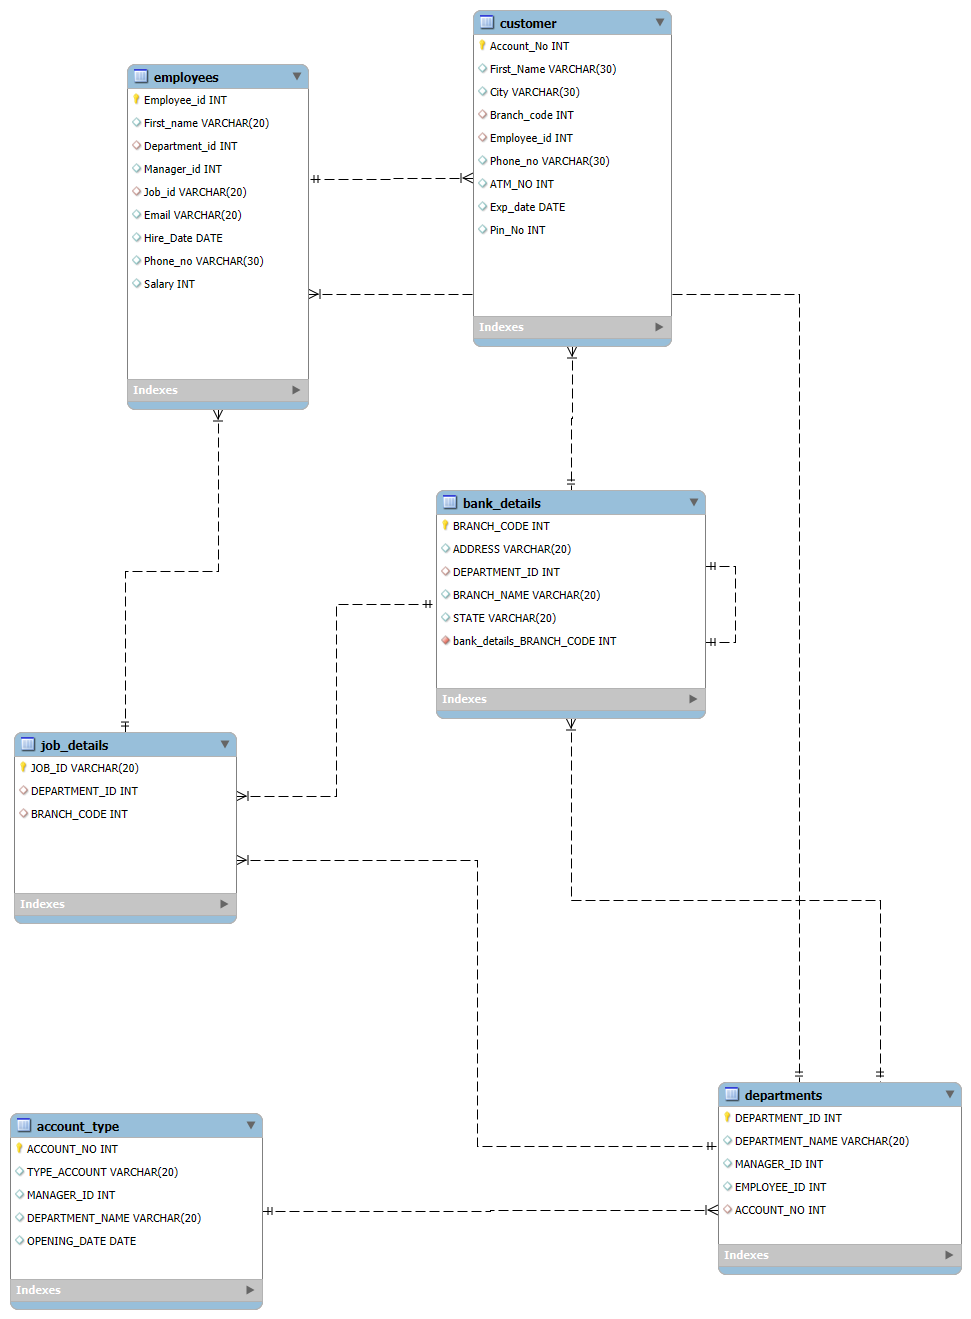 customer
Account_No INT
First_Name VARCHAR(30)
City VARCHAR(30)
Branch_code INT
Employee_id INT
Phone_no VARCHAR(30)
ATM_NO INT
Exp_date DATE
Pin_No INT
Indexes
employees
Employee_id INT
First_name VARCHAR(20)
Department_id INT
Manager_id INT
Job_id VARCHAR(20)
Email VARCHAR(20)
Hire_Date DATE
Phone_no VARCHAR(30)
Salary INT
Indexes
bank_details
BRANCH_CODE INT
ADDRESS VARCHAR(20)
DEPARTMENT_ID INT
BRANCH_NAME VARCHAR(20)
STATE VARCHAR(20)
bank_details_BRANCH_CODE INT
Indexes
job_details
JOB_ID VARCHAR(20)
DEPARTMENT_ID INT
BRANCH_CODE INT
Indexes
departments
DEPARTMENT_ID INT
DEPARTMENT_NAME VARCHAR(20)
MANAGER_ID INT
EMPLOYEE_ID INT
ACCOUNT_NO INT
Indexes
account_type
ACCOUNT_NO INT
TYPE_ACCOUNT VARCHAR(20)
MANAGER_ID INT
DEPARTMENT_NAME VARCHAR(20)
OPENING_DATE DATE
Indexes